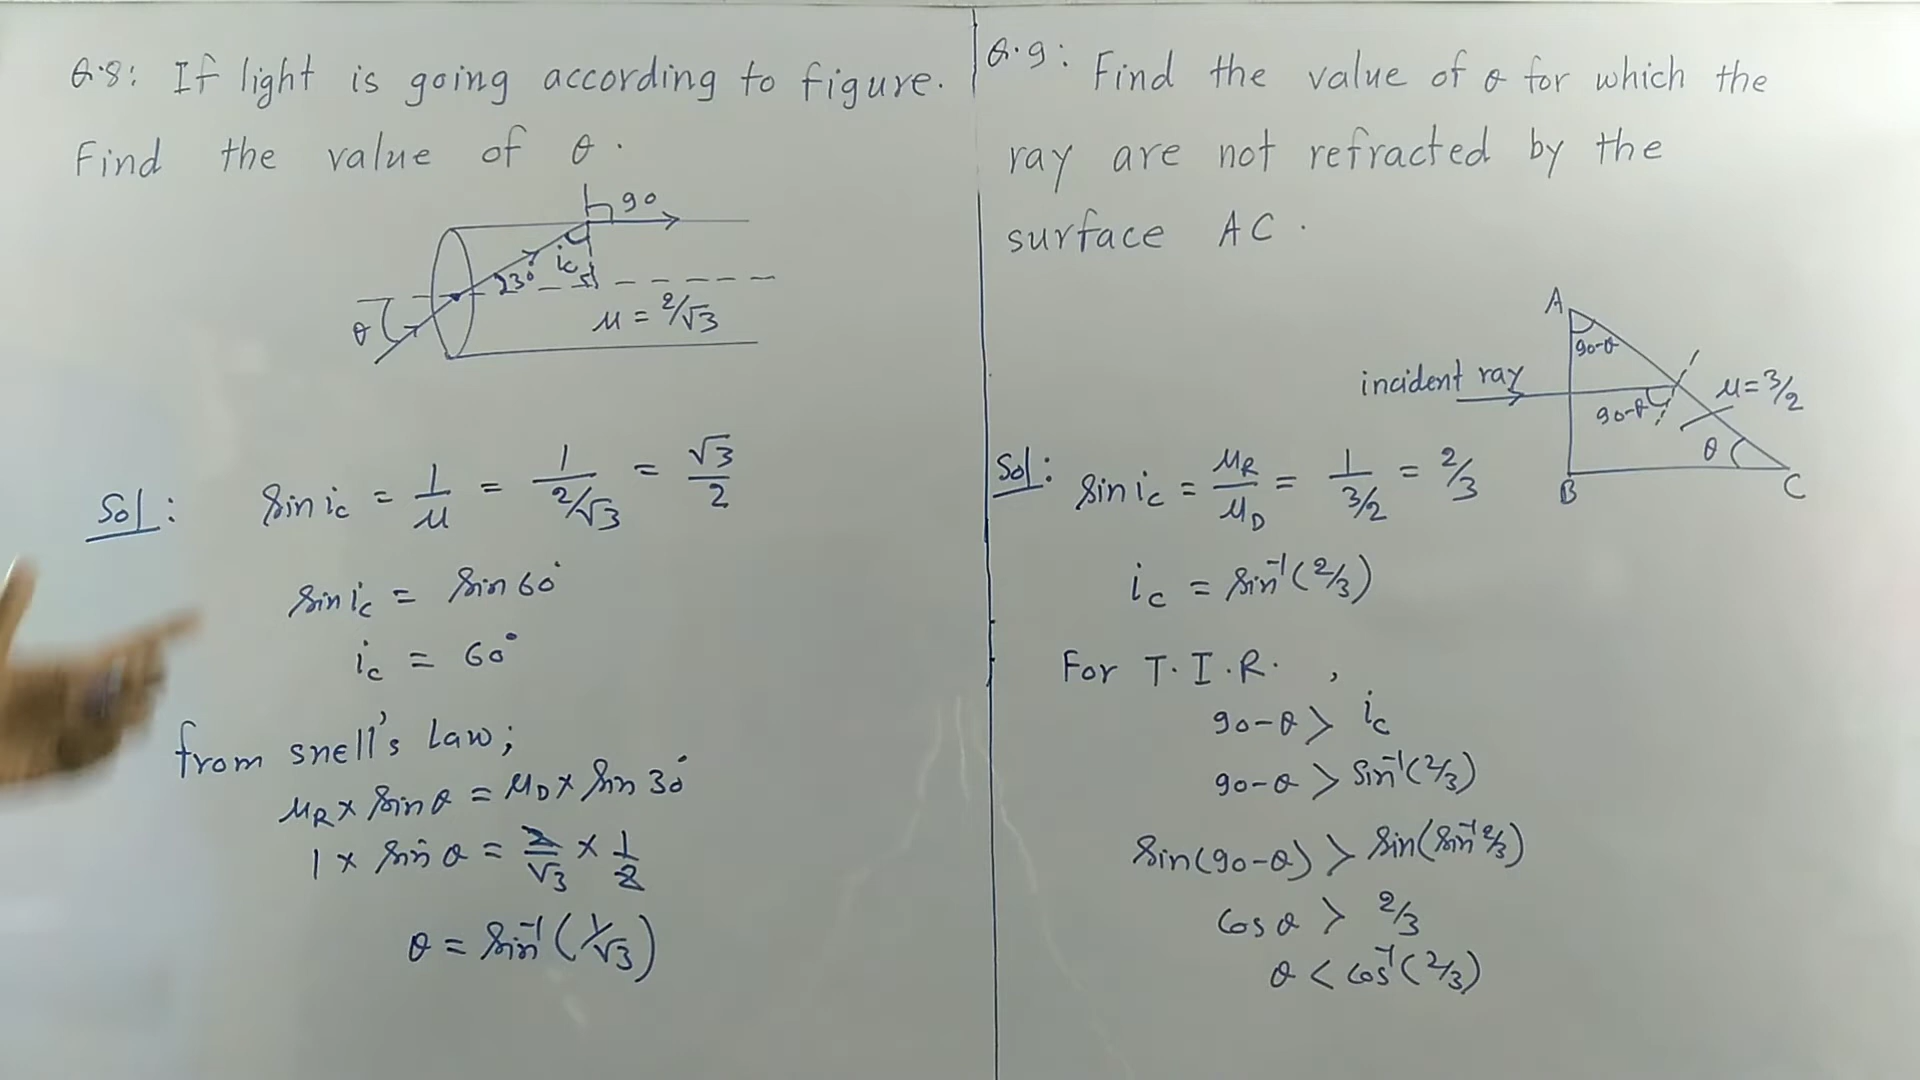 Q.8: If light is going according to figure.
Find the value of θ.
90
30° ic
θ
μ = 2/√3
Sol: sin ic = 1/μ = 1/(2/√3) = √3/2
sin ic = sin 60°
ic = 60°
from snell's Law;
μR × sin θ = μD × sin 30°
1 × sin θ = 2/√3 × 1/2
θ = sin⁻¹(1/√3)
Q.9: Find the value of θ for which the
ray are not refracted by the
surface AC.
A
90-θ
incident ray
90-θ
μ = 3/2
θ
B C
Sol: sin ic = μR/μD = 1/(3/2) = 2/3
ic = sin⁻¹(2/3)
For T.I.R. ,
90-θ > ic
90-θ > sin⁻¹(2/3)
sin(90-θ) > sin(sin⁻¹ 2/3)
cos θ > 2/3
θ < cos⁻¹(2/3)